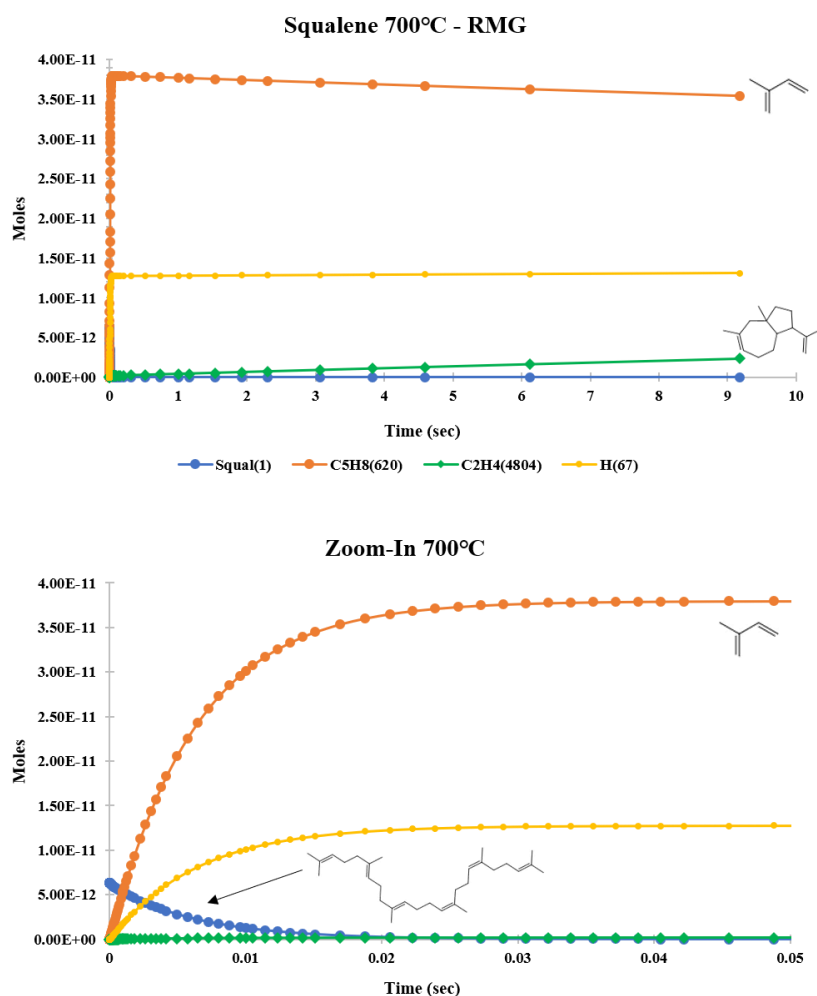 Squalene 700°C - RMG
4.00E-11
3.50E-11
3.00E-11
2.50E-11
2.00E-11
1.50E-11
1.00E-11
5.00E-12
0.00E+00
Moles
0 1 2 3 4 5 6 7 8 9 10
Time (sec)
Squal(1) C5H8(620) C2H4(4804) H(67)
Zoom-In 700°C
4.00E-11
3.50E-11
3.00E-11
2.50E-11
2.00E-11
1.50E-11
1.00E-11
5.00E-12
0.00E+00
Moles
0 0.01 0.02 0.03 0.04 0.05
Time (sec)